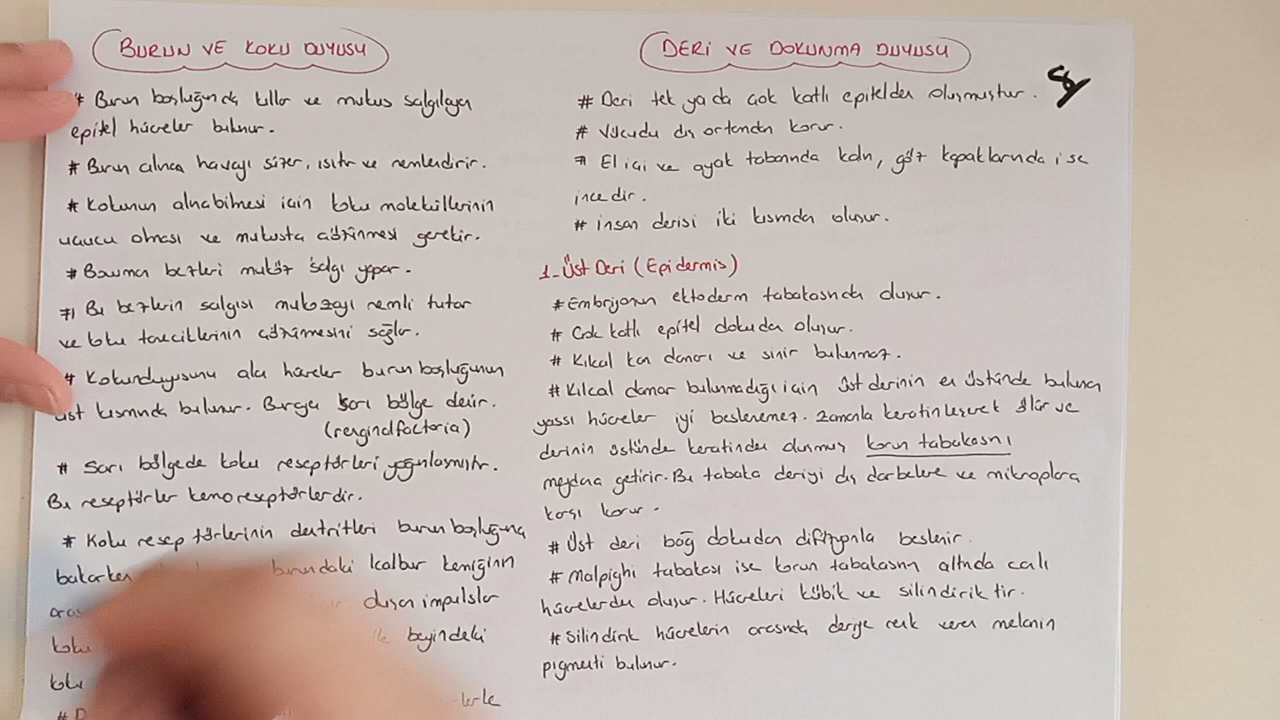 BURUN VE KOKU DUYUSU
# Burun boşluğunda kıllar ve mukus salgılayan
epitel hücreler bulunur.
# Burun alınca havayı süzer, ısıtır ve nemlendirir.
# Kokunun alınabilmesi için koku moleküllerinin
uçucu olması ve mukusta çözünmesi gerekir.
# Bowman bezleri muköz salgı yapar.
# Bu bezlerin salgısı mukozayı nemli tutar
ve koku taneciklerinin çözünmesini sağlar.
# Koku duyusunu alan hücreler burun boşluğunun
üst kısmında bulunur. Buraya sarı bölge denir.
# Sarı bölgede koku reseptörleri yoğunlaşmıştır.
Bu reseptörler kemoreseptörlerdir.
# Koku reseptörlerinin dentritleri burun boşluğuna
bakarken burundaki kalbur kemiğinin
oluşan impulslar
beyindeki
koku
DERİ VE DOKUNMA DUYUSU
# Deri tek ya da çok katlı epitelden oluşmuştur.
# Vücudu dış ortamdan korur.
# El içi ve ayak tabanında kalın, göz kapaklarında ise
incedir.
# İnsan derisi iki kısımdan oluşur.
1- Üst Deri (Epidermis)
# Embriyonun ektoderm tabakasından oluşur.
# Çok katlı epitel dokudan oluşur.
# Kılcal kan damarı ve sinir bulunmaz.
# Kılcal damar bulunmadığı için üst derinin en üstünde bulunan
yassı hücreler iyi beslenemez. Zamanla keratinleşerek ölür ve
derinin üstünde keratinden oluşmuş korun tabakasını
meydana getirir. Bu tabaka deriyi dış darbelere ve mikroplara
karşı korur.
# Üst deri bağ dokudan difüzyonla beslenir.
# Malpighi tabakası ise korun tabakasının altında canlı
hücrelerden oluşur. Hücreleri kübik ve silindiriktir.
# Silindirik hücrelerin arasında deriye renk veren melanin
pigmenti bulunur.